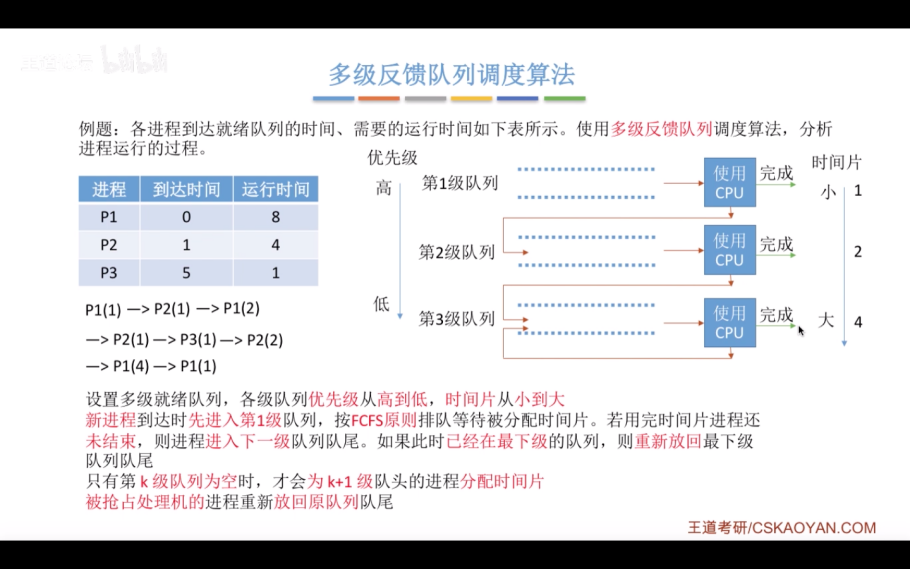 多级反馈队列调度算法
例题：各进程到达就绪队列的时间、需要的运行时间如下表所示。使用多级反馈队列调度算法，分析
进程运行的过程。
进程 到达时间 运行时间
P1 0 8
P2 1 4
P3 5 1
P1(1) —> P2(1) —> P1(2)
—> P2(1) —> P3(1) —> P2(2)
—> P1(4) —> P1(1)
优先级
高
低
第1级队列
使用
CPU
完成
第2级队列
使用
CPU
完成
第3级队列
使用
CPU
完成
时间片
小 1
2
大 4
设置多级就绪队列，各级队列优先级从高到低，时间片从小到大
新进程到达时先进入第1级队列，按FCFS原则排队等待被分配时间片。若用完时间片进程还
未结束，则进程进入下一级队列队尾。如果此时已经在最下级的队列，则重新放回最下级
队列队尾
只有第 k 级队列为空时，才会为 k+1 级队头的进程分配时间片
被抢占处理机的进程重新放回原队列队尾
王道考研/CSKAOYAN.COM